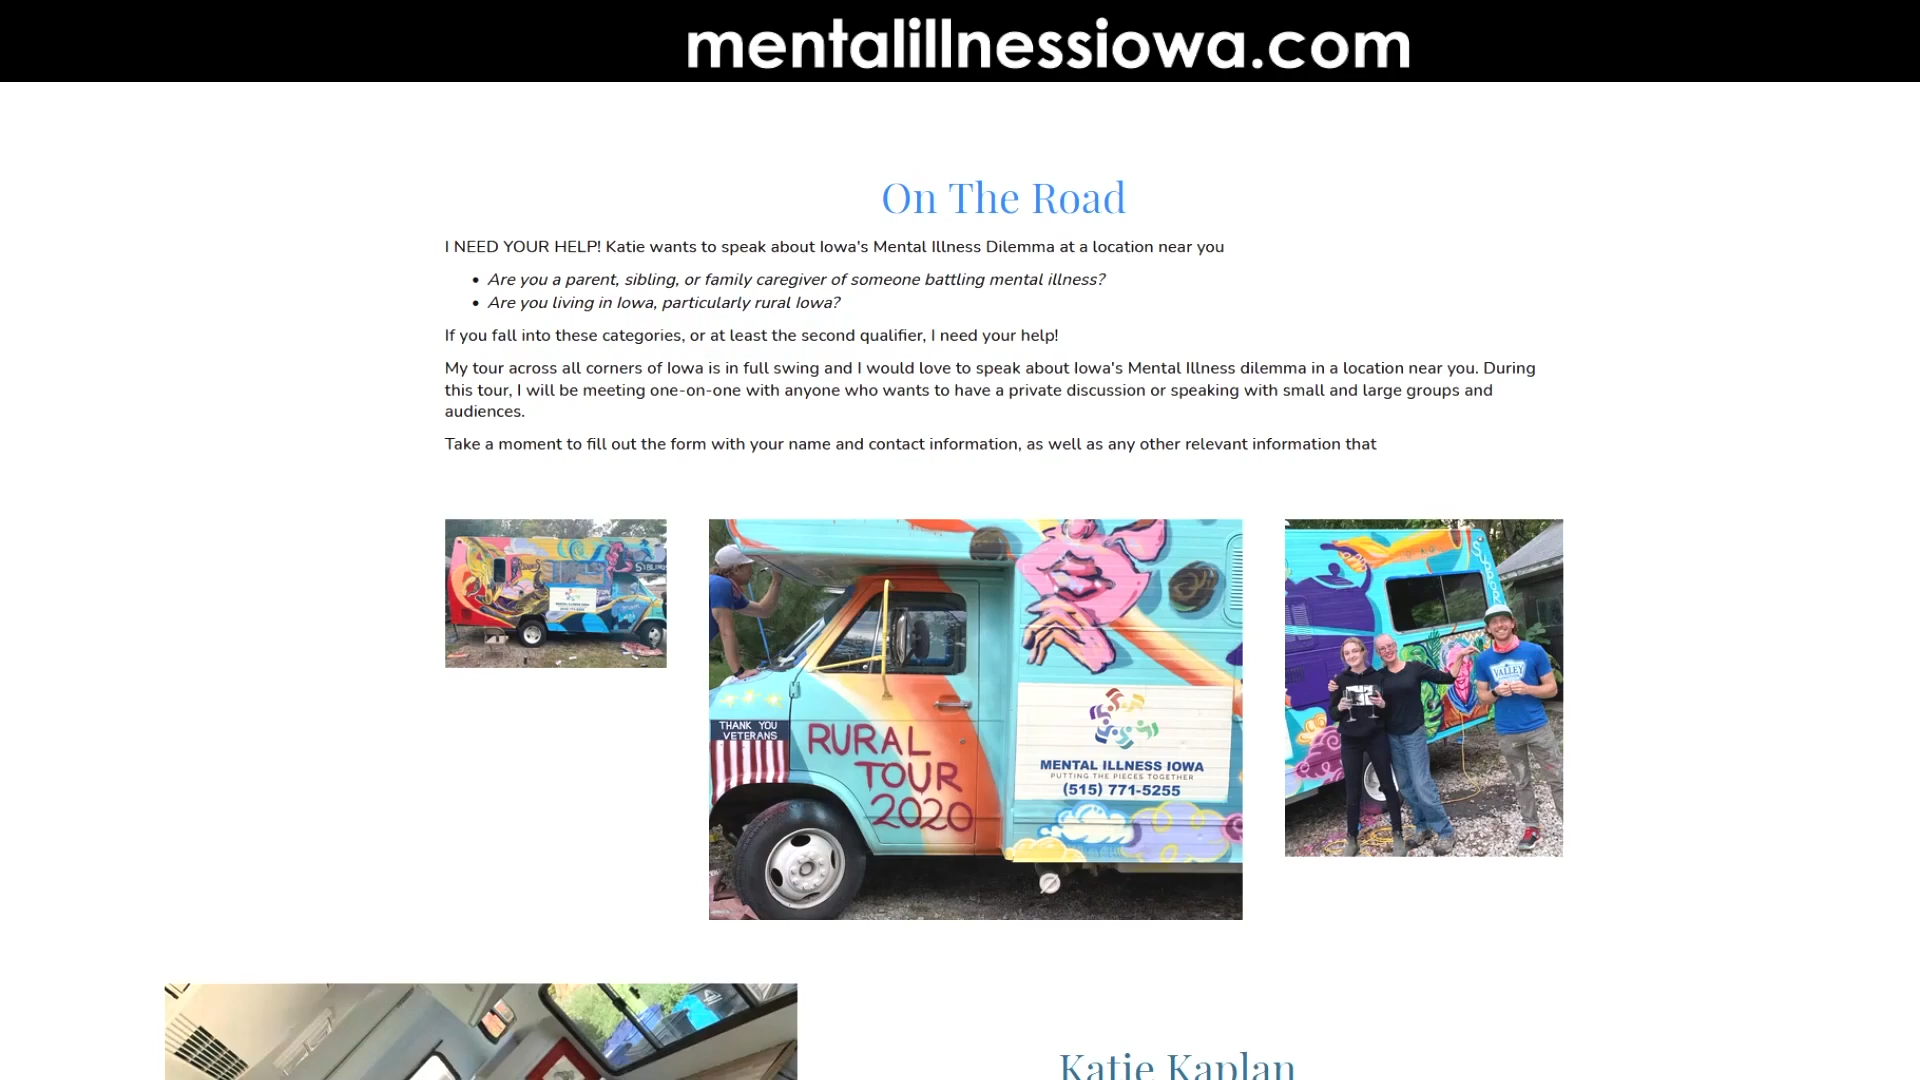 mentalillnessiowa.com
On The Road
I NEED YOUR HELP! Katie wants to speak about Iowa's Mental Illness Dilemma at a location near you
• Are you a parent, sibling, or family caregiver of someone battling mental illness?
• Are you living in Iowa, particularly rural Iowa?
If you fall into these categories, or at least the second qualifier, I need your help!
My tour across all corners of Iowa is in full swing and I would love to speak about Iowa's Mental Illness dilemma in a location near you. During
this tour, I will be meeting one-on-one with anyone who wants to have a private discussion or speaking with small and large groups and
audiences.
Take a moment to fill out the form with your name and contact information, as well as any other relevant information that
THANK YOU
VETERANS
RURAL
TOUR
2020
MENTAL ILLNESS IOWA
PUTTING THE PIECES TOGETHER
(515) 771-5255
VALLEY
Katie Kaplan